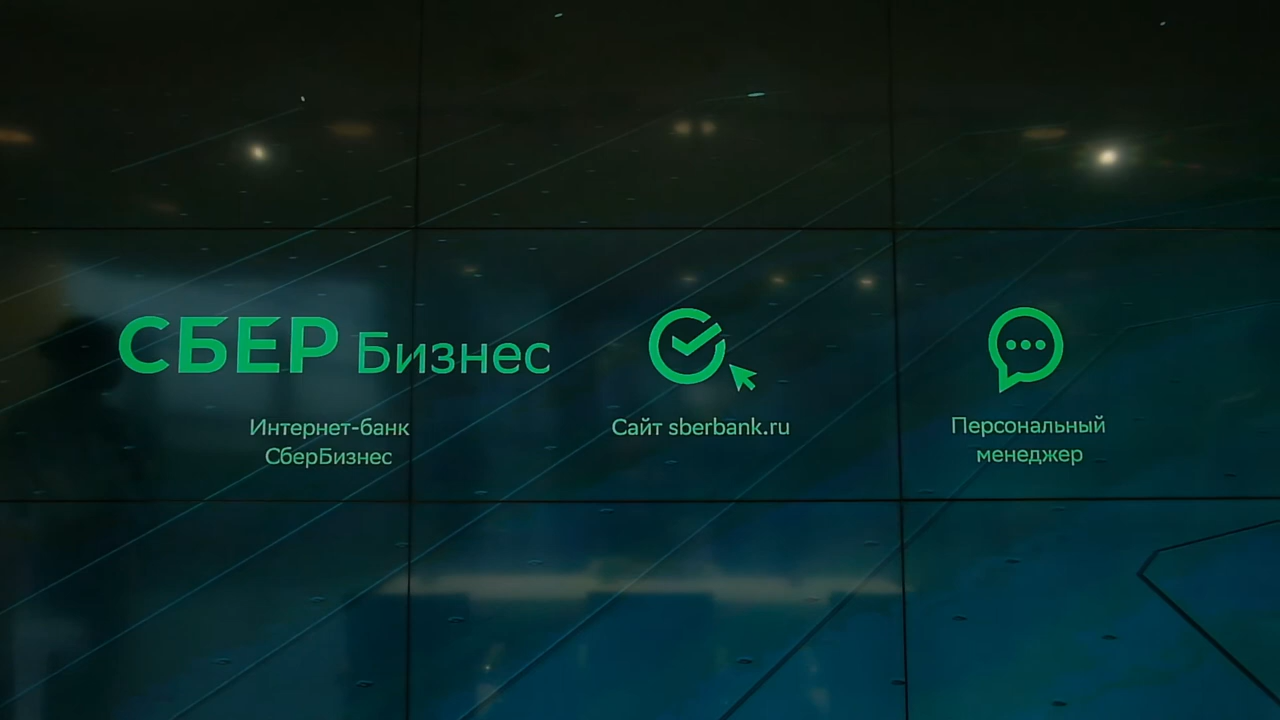 СБЕР Бизнес
Интернет-банк
СберБизнес
Сайт sberbank.ru
Персональный
менеджер